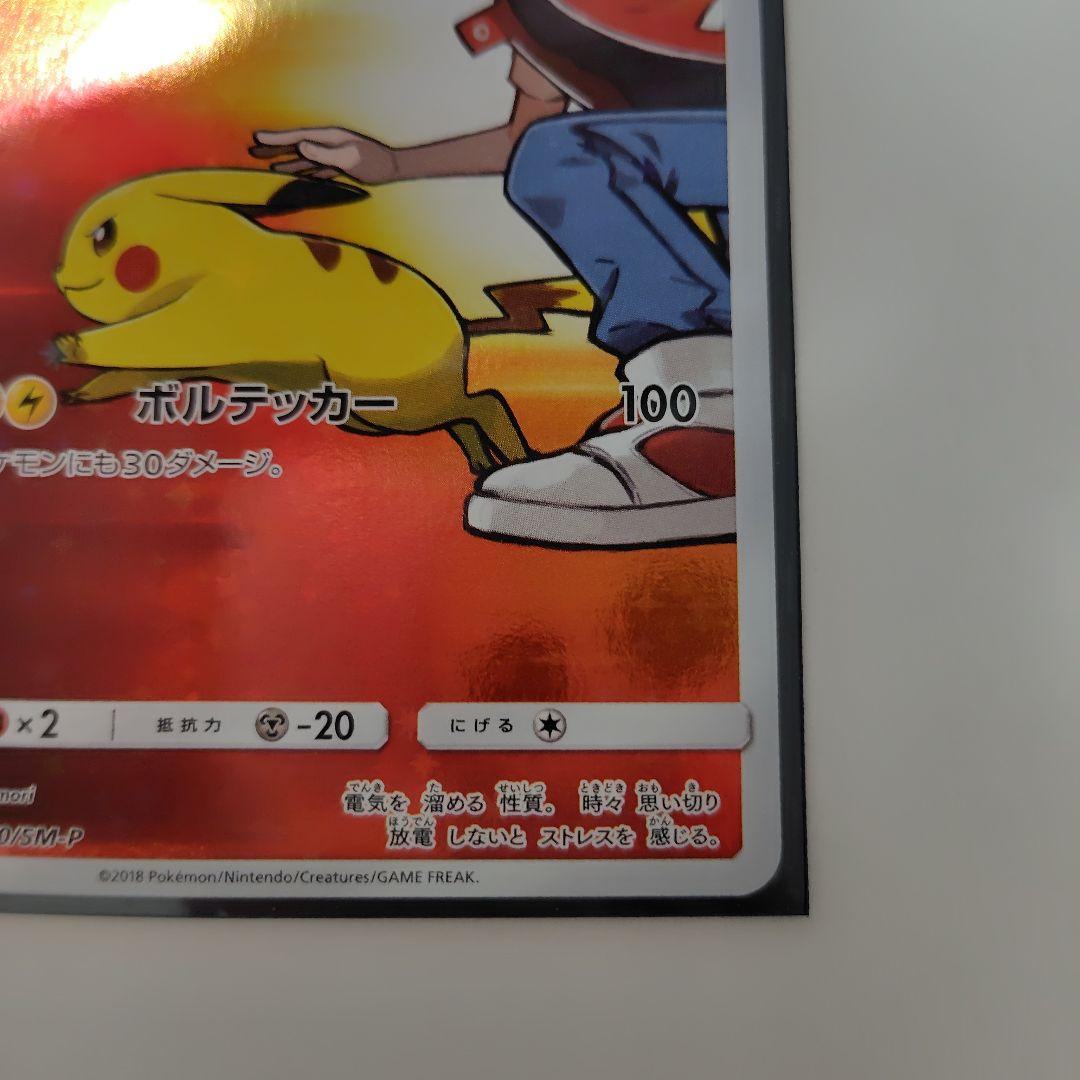 ボルテッカー 100
ケモンにも30ダメージ。
×2 抵抗力 -20 にげる
nori
でんき た せいしつ ときどき おも き
電気を 溜める 性質。 時々 思い切り
ほうでん かん
放電 しないと ストレスを 感じる。
0/SM-P
©2018 Pokémon/Nintendo/Creatures/GAME FREAK.